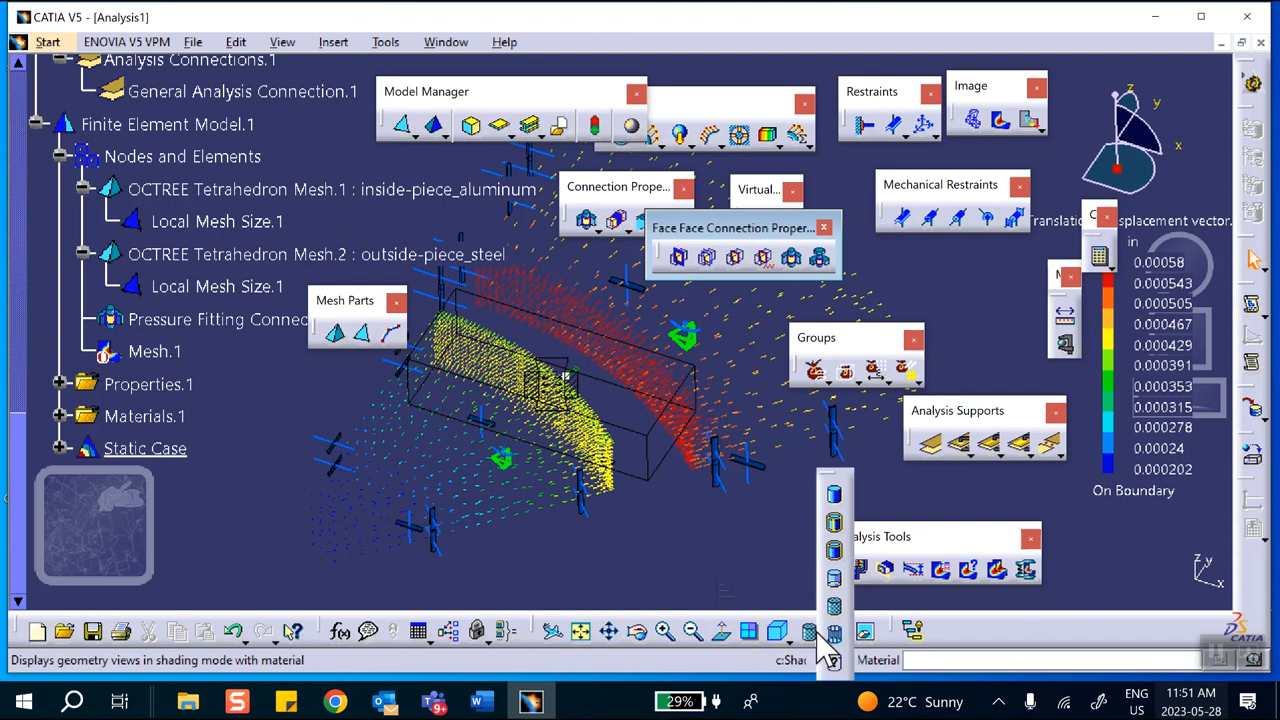 CATIA V5 - [Analysis1]
Start ENOVIA V5 VPM File Edit View Insert Tools Window Help
Analysis Connections.1
General Analysis Connection.1
Finite Element Model.1
Nodes and Elements
OCTREE Tetrahedron Mesh.1 : inside-piece_aluminum
Local Mesh Size.1
OCTREE Tetrahedron Mesh.2 : outside-piece_steel
Local Mesh Size.1
Pressure Fitting Connec
Mesh.1
Properties.1
Materials.1
Static Case
Model Manager
Restraints
Image
Connection Prope...
Virtual...
Mechanical Restraints
Face Face Connection Proper...
Mesh Parts
Groups
Analysis Supports
alysis Tools
C
M
Translation
splacement vector.
in
0.00058
0.000543
0.000505
0.000467
0.000429
0.000391
0.000353
0.000315
0.000278
0.00024
0.000202
On Boundary
z
y
x
z y
x
f(x)
DS
CATIA
Displays geometry views in shading mode with material
c:Sha
Material
29%
22°C Sunny
ENG
US
11:51 AM
2023-05-28